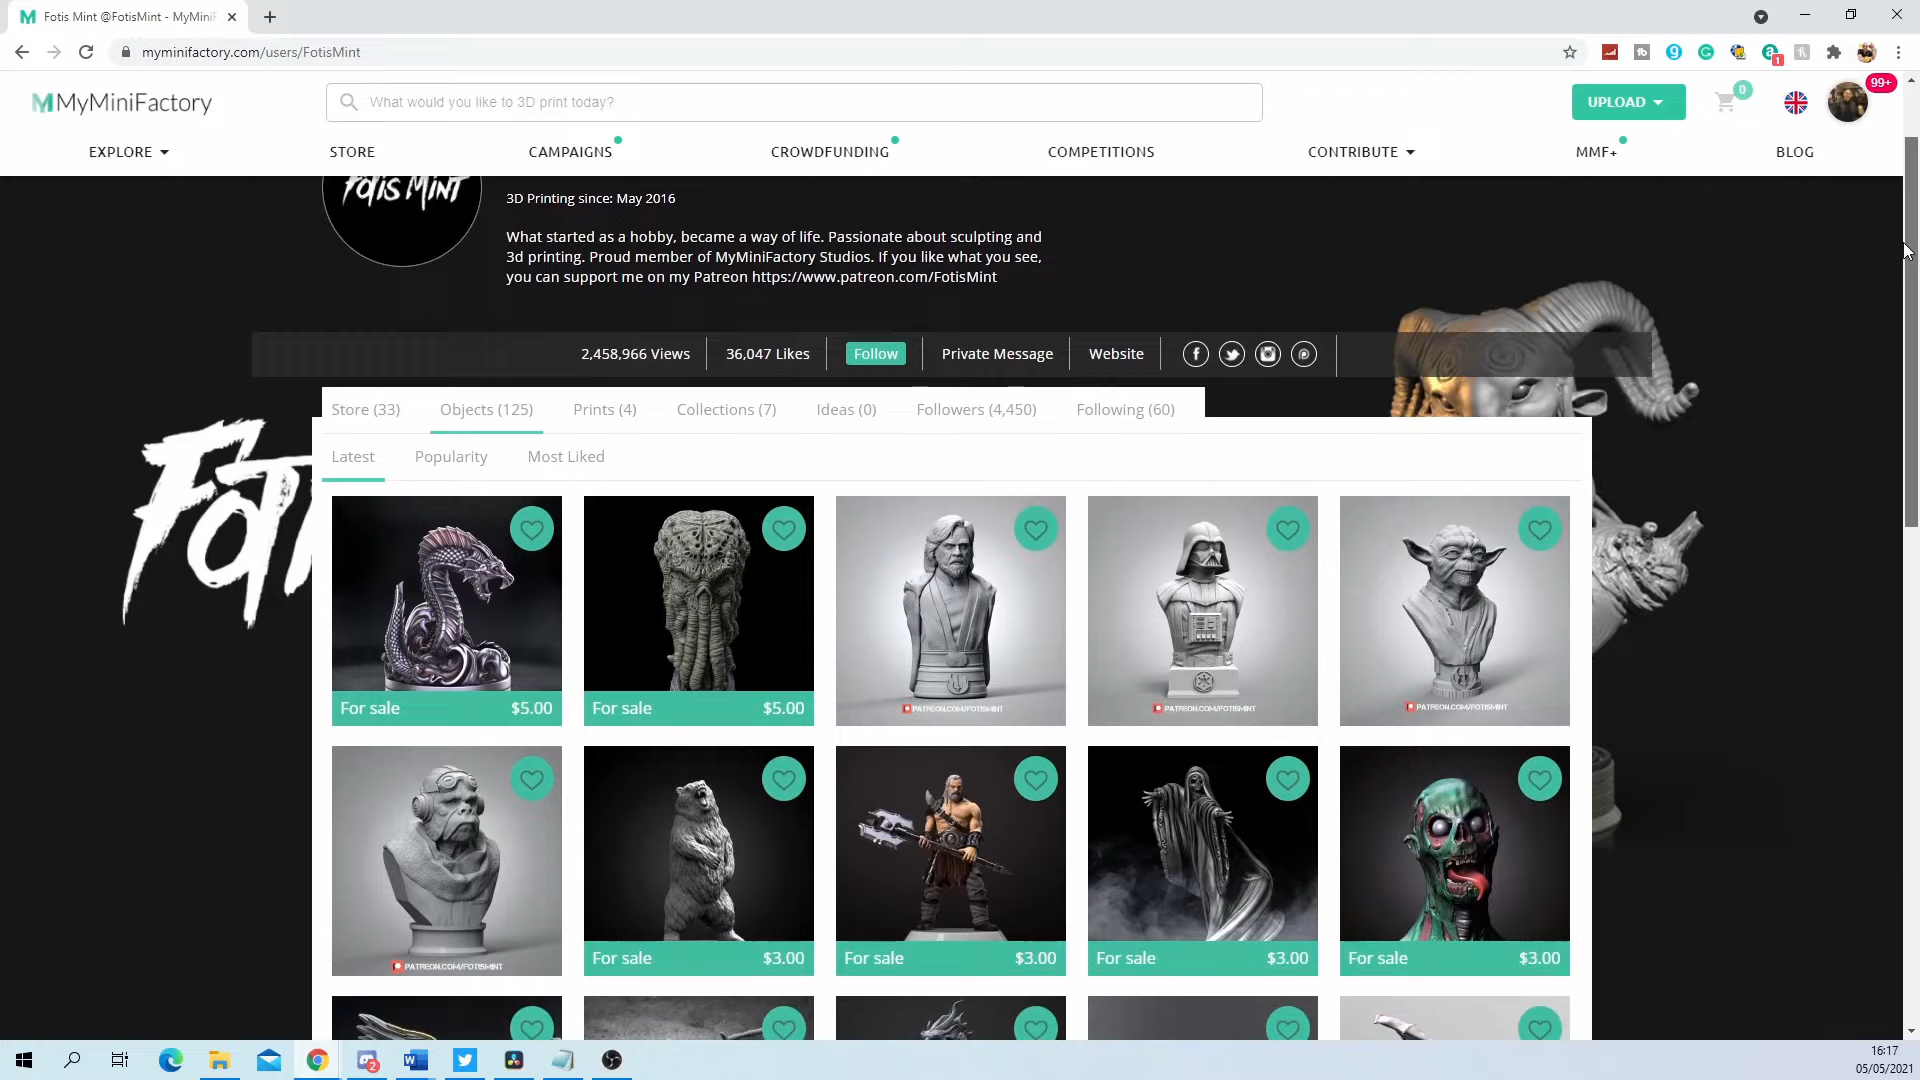 Fotis Mint @FotisMint - MyMiniF
myminifactory.com/users/FotisMint
1
99+
MyMiniFactory
What would you like to 3D print today?
UPLOAD
0
EXPLORE
STORE
CAMPAIGNS
CROWDFUNDING
COMPETITIONS
CONTRIBUTE
MMF+
BLOG
FOTIS MINT
3D Printing since: May 2016
What started as a hobby, became a way of life. Passionate about sculpting and
3d printing. Proud member of MyMiniFactory Studios. If you like what you see,
you can support me on my Patreon https://www.patreon.com/FotisMint
2,458,966 Views
36,047 Likes
Follow
Private Message
Website
Store (33)
Objects (125)
Prints (4)
Collections (7)
Ideas (0)
Followers (4,450)
Following (60)
Latest
Popularity
Most Liked
For sale $5.00
For sale $5.00
PATREON.COM/FOTISMINT
PATREON.COM/FOTISMINT
PATREON.COM/FOTISMINT
PATREON.COM/FOTISMINT
For sale $3.00
For sale $3.00
For sale $3.00
For sale $3.00
2
16:17
05/05/2021